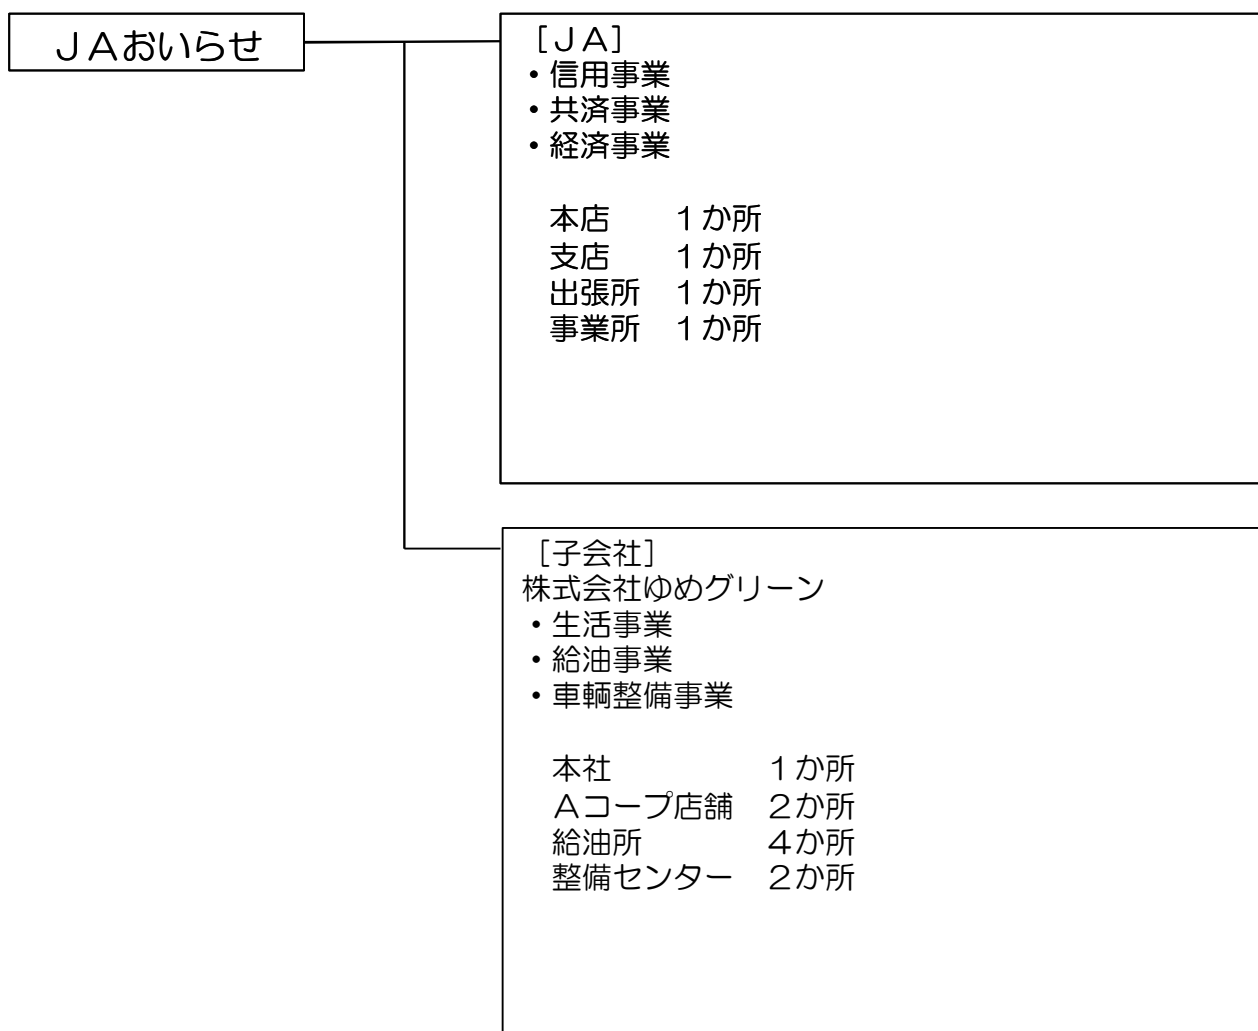 ＪＡおいらせ
［ＪＡ］
・信用事業
・共済事業
・経済事業
本店　　１か所
支店　　１か所
出張所　１か所
事業所　１か所
［子会社］
株式会社ゆめグリーン
・生活事業
・給油事業
・車輌整備事業
本社　　　　　１か所
Ａコープ店舗　２か所
給油所　　　　４か所
整備センター　２か所